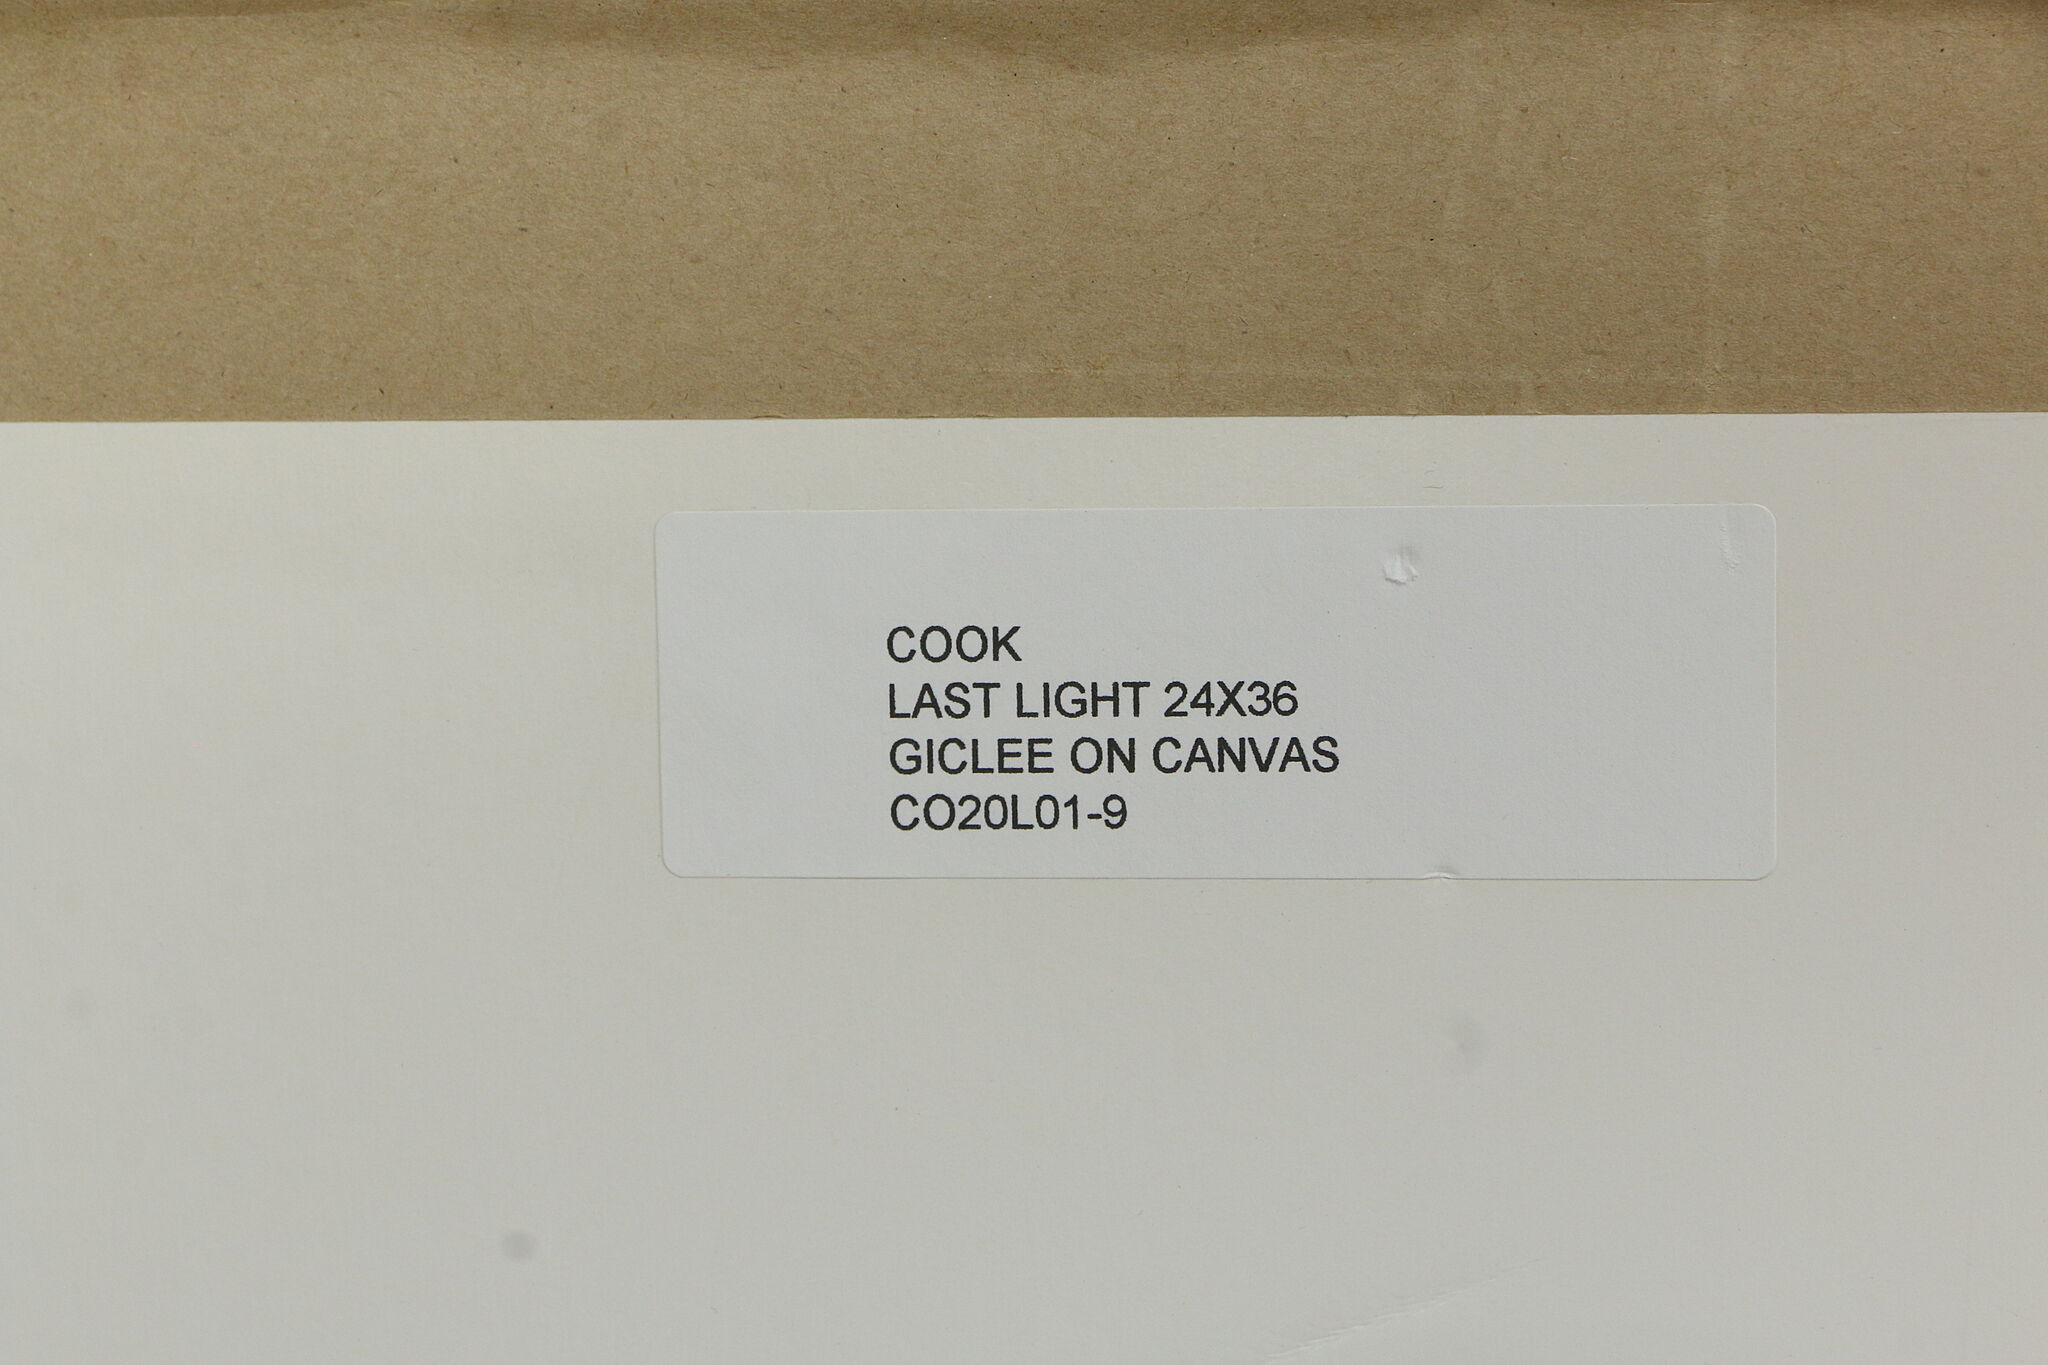 COOK
LAST LIGHT 24X36
GICLEE ON CANVAS
CO20L01-9